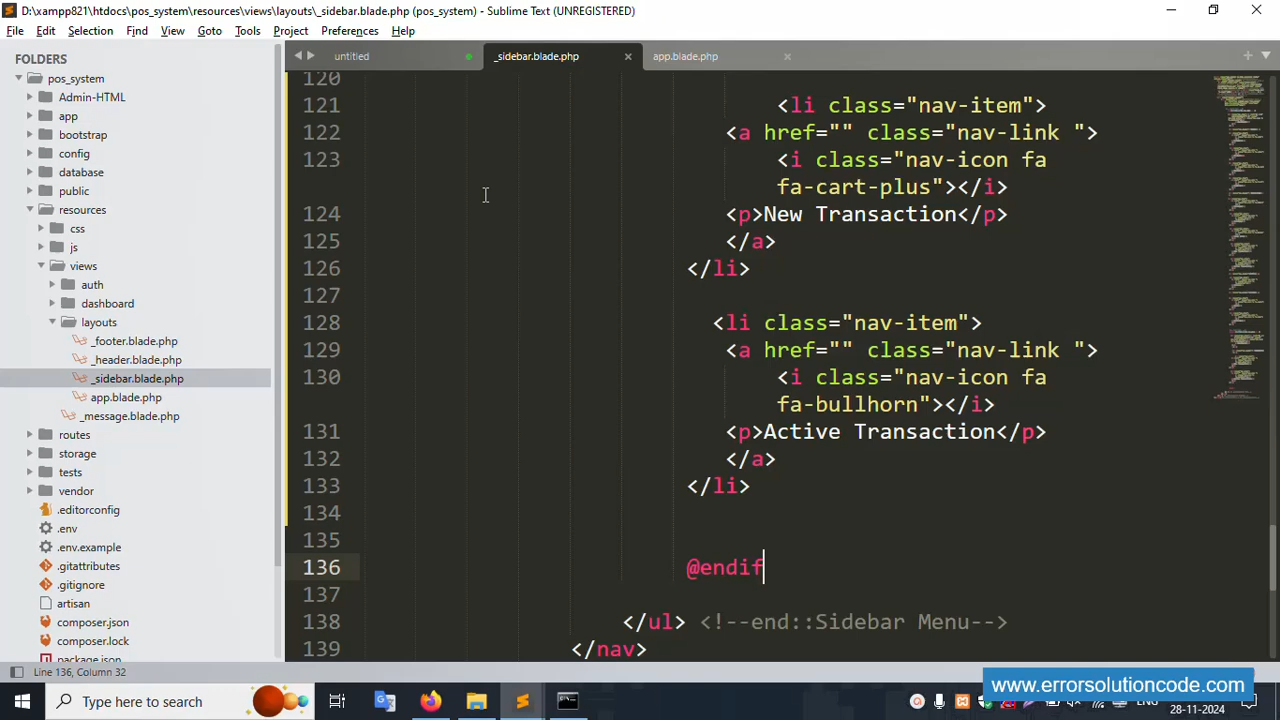 D:\xampp821\htdocs\pos_system\resources\views\layouts\_sidebar.blade.php (pos_system) - Sublime Text (UNREGISTERED)
File Edit Selection Find View Goto Tools Project Preferences Help
FOLDERS
pos_system
Admin-HTML
app
bootstrap
config
database
public
resources
css
js
views
auth
dashboard
layouts
_footer.blade.php
_header.blade.php
_sidebar.blade.php
app.blade.php
_message.blade.php
routes
storage
tests
vendor
.editorconfig
.env
.env.example
.gitattributes
.gitignore
artisan
composer.json
composer.lock
package.json
untitled _sidebar.blade.php app.blade.php
120
121 <li class="nav-item">
122 <a href="" class="nav-link ">
123 <i class="nav-icon fa
fa-cart-plus"></i>
124 <p>New Transaction</p>
125 </a>
126 </li>
127
128 <li class="nav-item">
129 <a href="" class="nav-link ">
130 <i class="nav-icon fa
fa-bullhorn"></i>
131 <p>Active Transaction</p>
132 </a>
133 </li>
134
135
136 @endif
137
138 </ul> <!--end::Sidebar Menu-->
139 </nav>
Line 136, Column 32
www.errorsolutioncode.com
Type here to search
ENG
28-11-2024